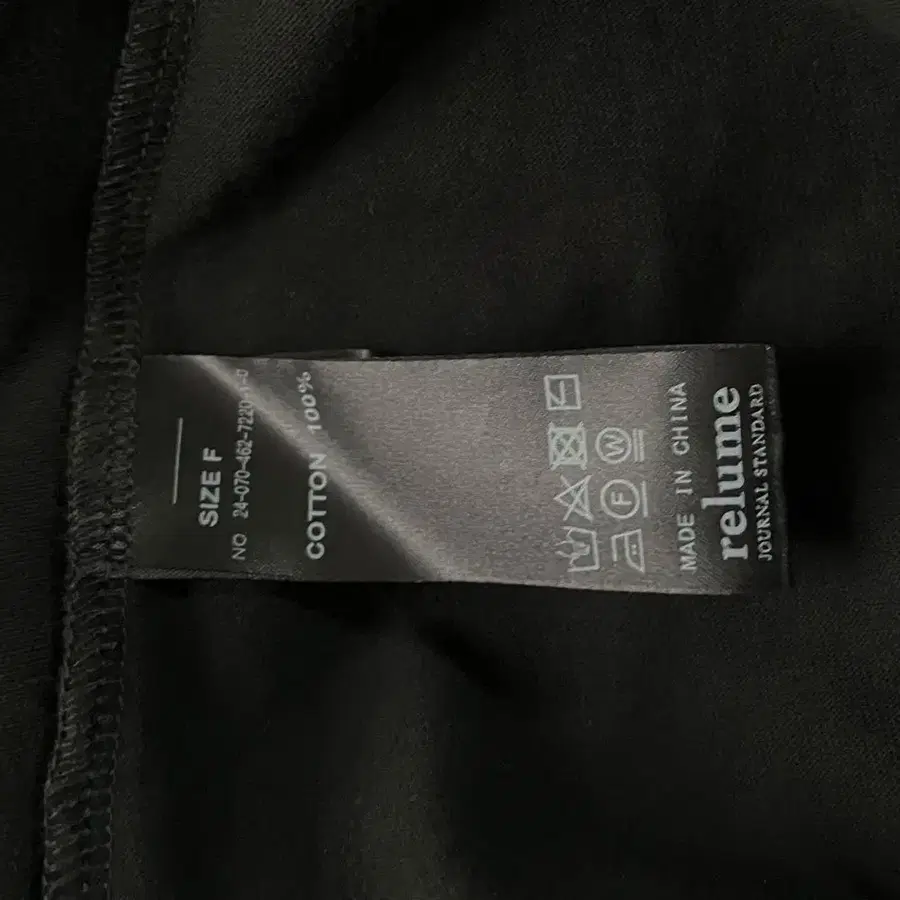 SIZE F
NO 24-070-462-7220-1-0
COTTON 100%
W
F
MADE IN CHINA
relume
JOURNAL STANDARD